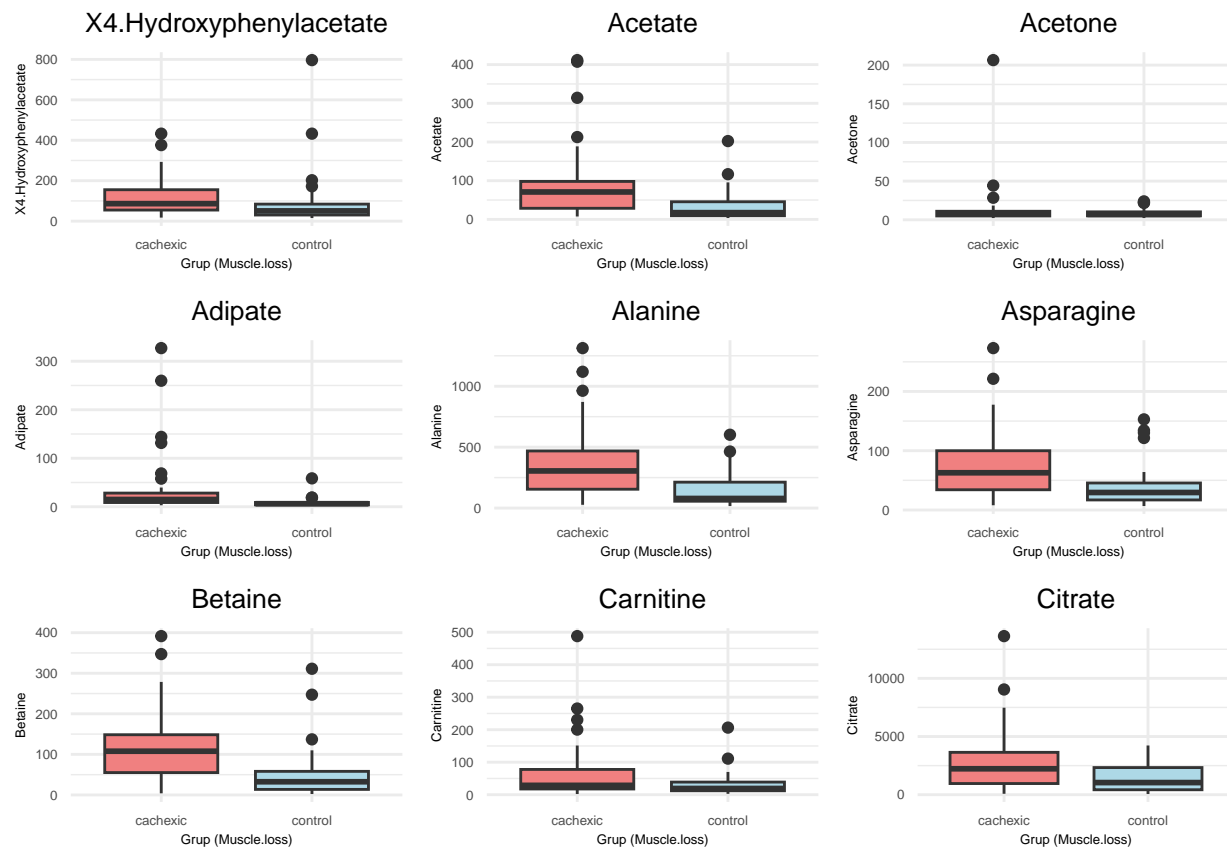 X4.Hydroxyphenylacetate
X4.Hydroxyphenylacetate
800
600
400
200
0
cachexic
control
Grup (Muscle.loss)
Acetate
Acetate
400
300
200
100
0
cachexic
control
Grup (Muscle.loss)
Acetone
Acetone
200
150
100
50
0
cachexic
control
Grup (Muscle.loss)
Adipate
Adipate
300
200
100
0
cachexic
control
Grup (Muscle.loss)
Alanine
Alanine
1000
500
0
cachexic
control
Grup (Muscle.loss)
Asparagine
Asparagine
200
100
0
cachexic
control
Grup (Muscle.loss)
Betaine
Betaine
400
300
200
100
0
cachexic
control
Grup (Muscle.loss)
Carnitine
Carnitine
500
400
300
200
100
0
cachexic
control
Grup (Muscle.loss)
Citrate
Citrate
10000
5000
0
cachexic
control
Grup (Muscle.loss)